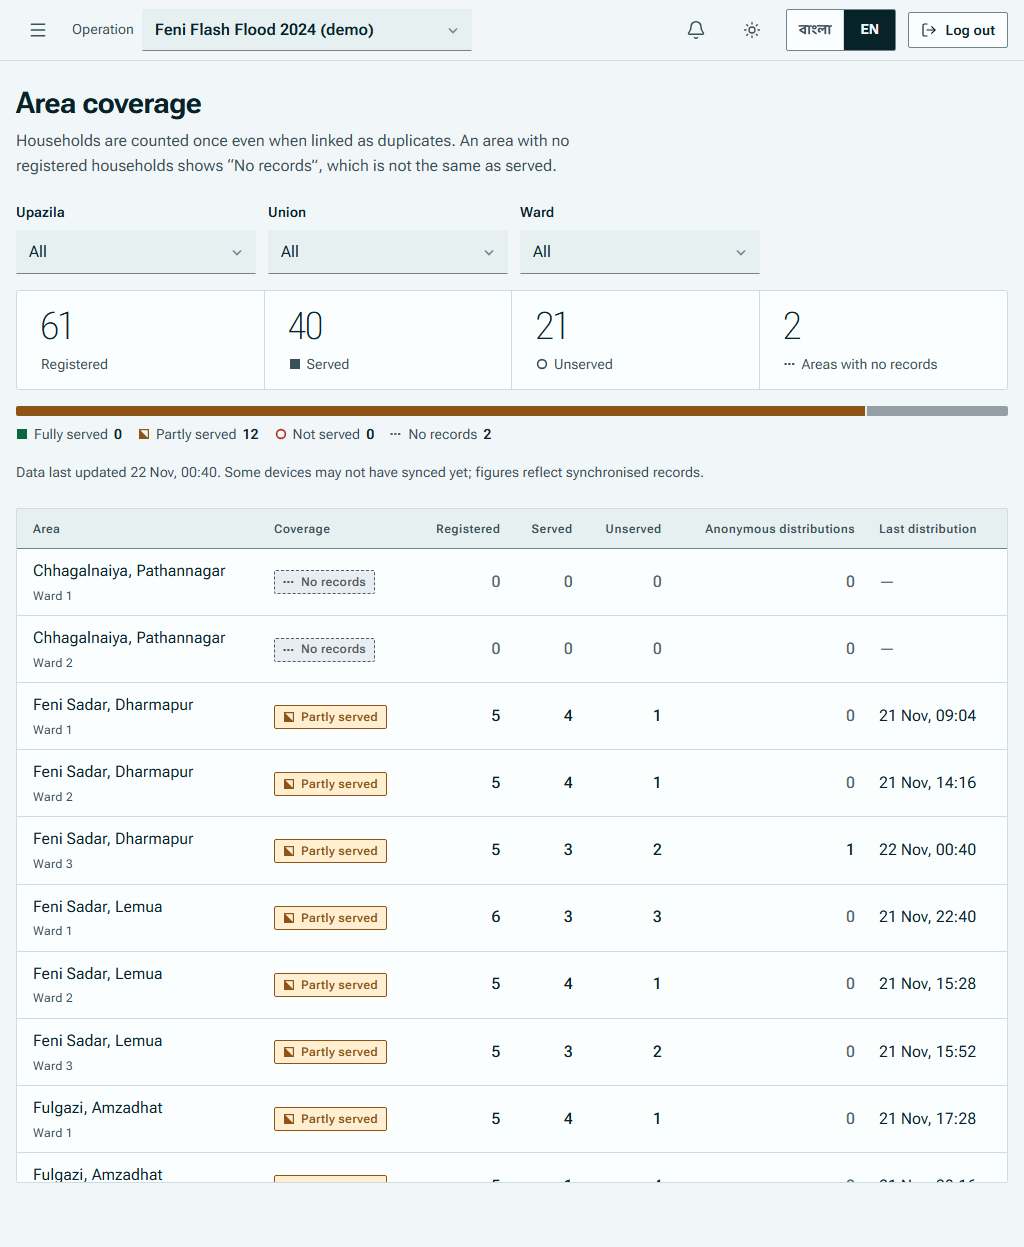 Operation
Feni Flash Flood 2024 (demo)
বাংলা
EN
Log out
Area coverage
Households are counted once even when linked as duplicates. An area with no
registered households shows “No records”, which is not the same as served.
Upazila
Union
Ward
All
All
All
61
40
21
2
Registered
Served
Unserved
Areas with no records
Fully served 0
Partly served 12
Not served 0
No records 2
Data last updated 22 Nov, 00:40. Some devices may not have synced yet; figures reflect synchronised records.
Area Coverage Registered Served Unserved Anonymous distributions Last distribution
Chhagalnaiya, Pathannagar
Ward 1
No records 0 0 0 0 —
Chhagalnaiya, Pathannagar
Ward 2
No records 0 0 0 0 —
Feni Sadar, Dharmapur
Ward 1
Partly served 5 4 1 0 21 Nov, 09:04
Feni Sadar, Dharmapur
Ward 2
Partly served 5 4 1 0 21 Nov, 14:16
Feni Sadar, Dharmapur
Ward 3
Partly served 5 3 2 1 22 Nov, 00:40
Feni Sadar, Lemua
Ward 1
Partly served 6 3 3 0 21 Nov, 22:40
Feni Sadar, Lemua
Ward 2
Partly served 5 4 1 0 21 Nov, 15:28
Feni Sadar, Lemua
Ward 3
Partly served 5 3 2 0 21 Nov, 15:52
Fulgazi, Amzadhat
Ward 1
Partly served 5 4 1 0 21 Nov, 17:28
Fulgazi, Amzadhat